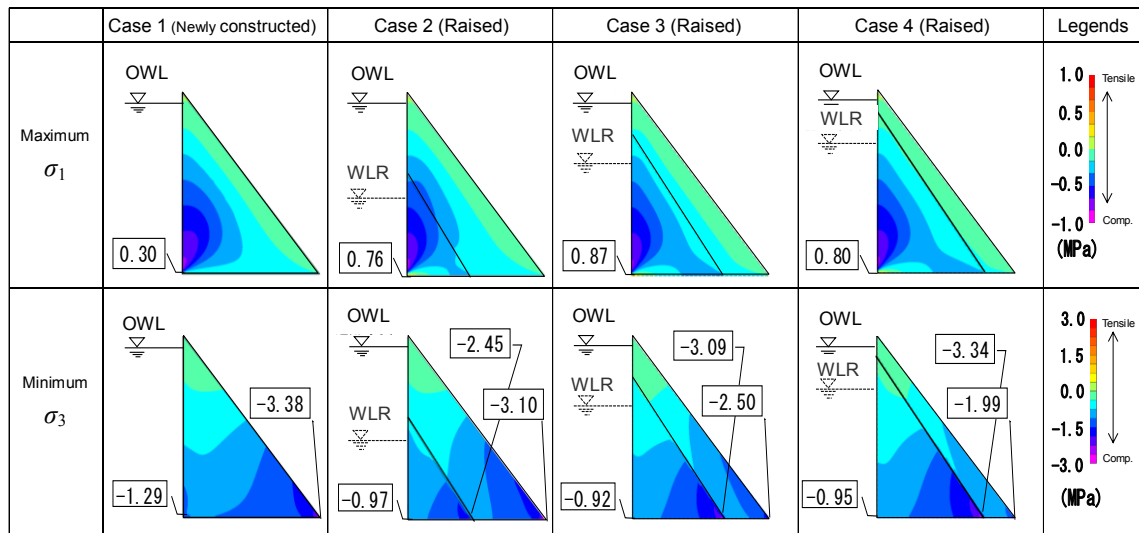 Case 1 (Newly constructed)
Case 2 (Raised)
Case 3 (Raised)
Case 4 (Raised)
Legends
Maximum
σ1
OWL
0.30
OWL
WLR
0.76
OWL
WLR
0.87
OWL
WLR
0.80
1.0
0.5
0.0
-0.5
-1.0
(MPa)
Tensile
Comp.
Minimum
σ3
OWL
-3.38
-1.29
OWL
WLR
-2.45
-3.10
-0.97
OWL
WLR
-3.09
-2.50
-0.92
OWL
WLR
-3.34
-1.99
-0.95
3.0
1.5
0.0
-1.5
-3.0
(MPa)
Tensile
Comp.